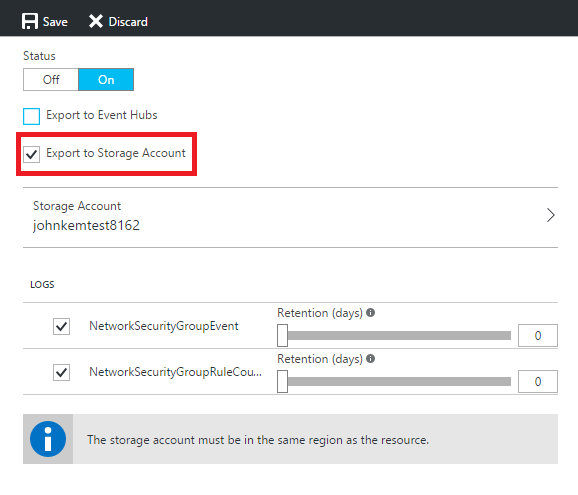 Save Discard
Status
Off On
Export to Event Hubs
Export to Storage Account
Storage Account
johnkemtest8162
LOGS
Retention (days)
NetworkSecurityGroupEvent 0
Retention (days)
NetworkSecurityGroupRuleCou... 0
The storage account must be in the same region as the resource.